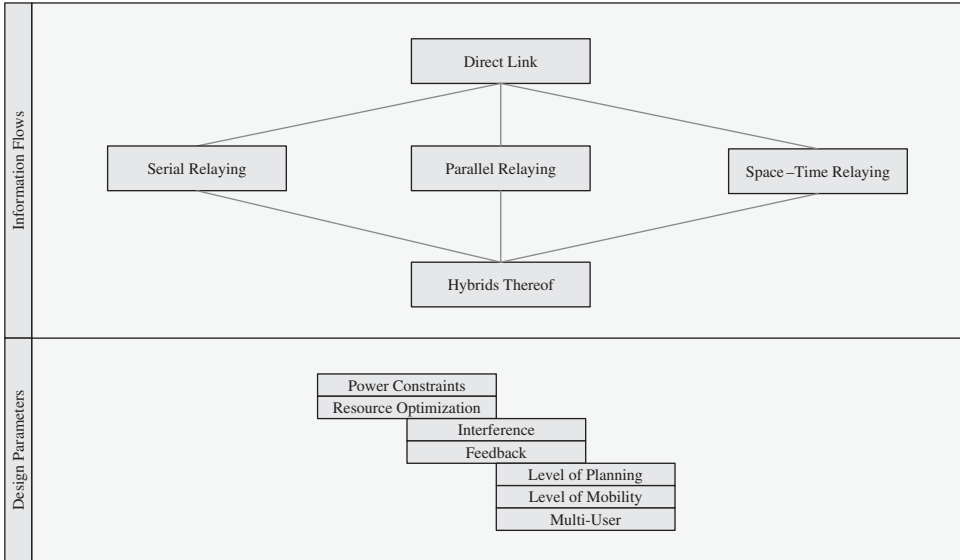 Information Flows
Direct Link
Serial Relaying
Parallel Relaying
Space–Time Relaying
Hybrids Thereof
Design Parameters
Power Constraints
Resource Optimization
Interference
Feedback
Level of Planning
Level of Mobility
Multi-User